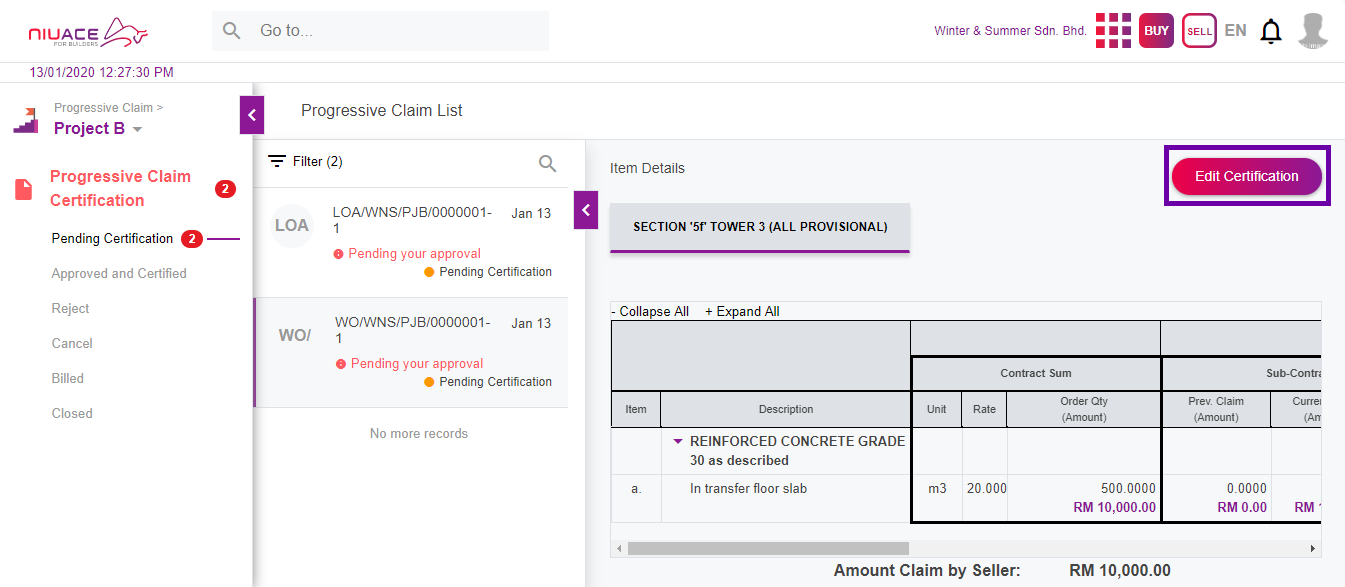 NIUACE
FOR BUILDERS
Go to...
Winter & Summer Sdn. Bhd.
BUY
SELL
EN
13/01/2020 12:27:30 PM
Progressive Claim >
Project B
Progressive Claim List
Progressive Claim
Certification
2
Pending Certification
2
Approved and Certified
Reject
Cancel
Billed
Closed
Filter (2)
LOA
LOA/WNS/PJB/0000001-
1
Jan 13
Pending your approval
Pending Certification
WO/
WO/WNS/PJB/0000001-
1
Jan 13
Pending your approval
Pending Certification
No more records
Item Details
Edit Certification
SECTION '5f' TOWER 3 (ALL PROVISIONAL)
- Collapse All + Expand All
Contract Sum
Sub-Contra
Item
Description
Unit
Rate
Order Qty
(Amount)
Prev. Claim
(Amount)
Curre
(Am
REINFORCED CONCRETE GRADE
30 as described
a.
In transfer floor slab
m3
20.000
500.0000
RM 10,000.00
0.0000
RM 0.00
RM 1
Amount Claim by Seller: RM 10,000.00